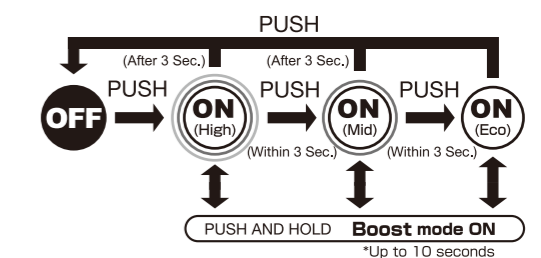 PUSH
(After 3 Sec.) (After 3 Sec.)
PUSH PUSH PUSH
OFF ON ON ON
(High) (Mid) (Eco)
(Within 3 Sec.) (Within 3 Sec.)
PUSH AND HOLD Boost mode ON
*Up to 10 seconds